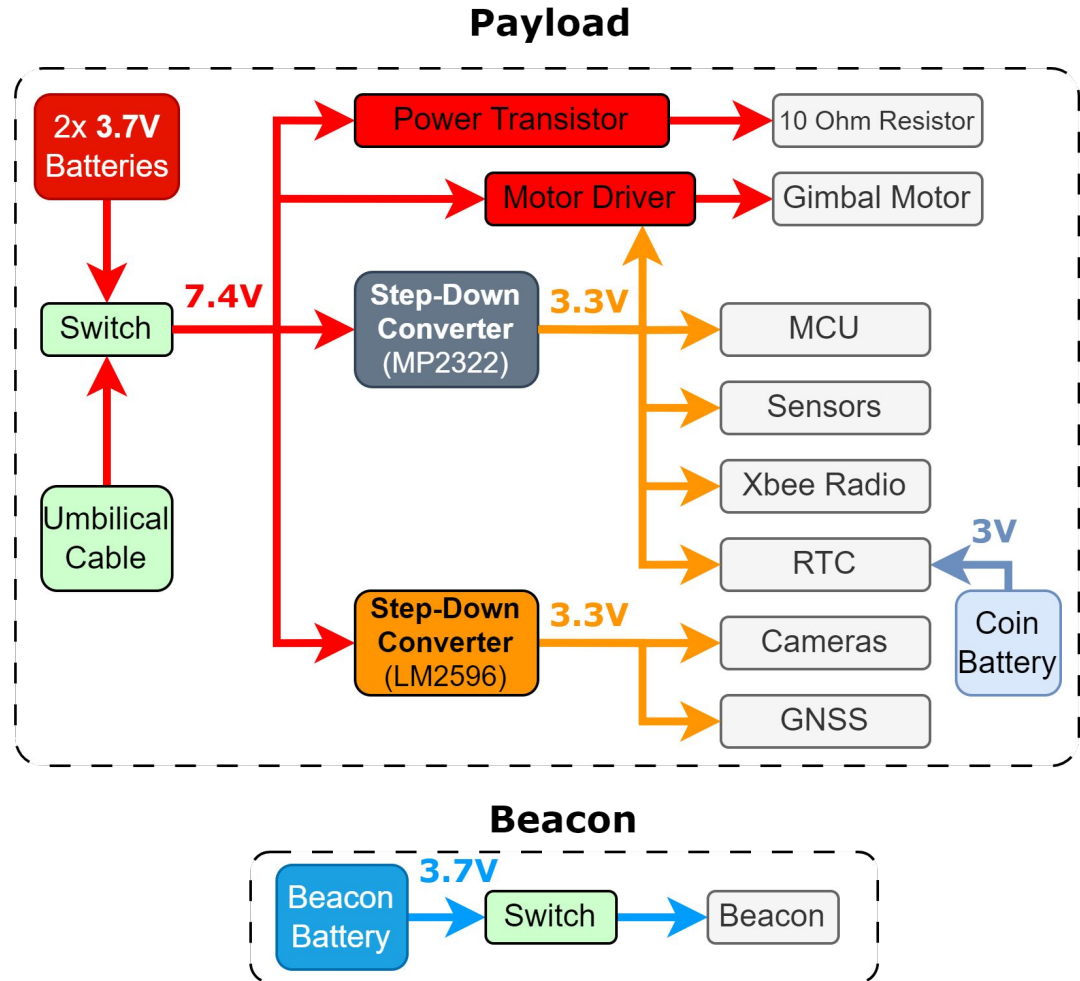 Payload
2x 3.7V
Batteries
Power Transistor
10 Ohm Resistor
Motor Driver
Gimbal Motor
7.4V
Switch
Step-Down
Converter
(MP2322)
3.3V
MCU
Sensors
Xbee Radio
Umbilical
Cable
RTC
3V
Coin
Battery
Step-Down
Converter
(LM2596)
3.3V
Cameras
GNSS
Beacon
Beacon
Battery
3.7V
Switch
Beacon